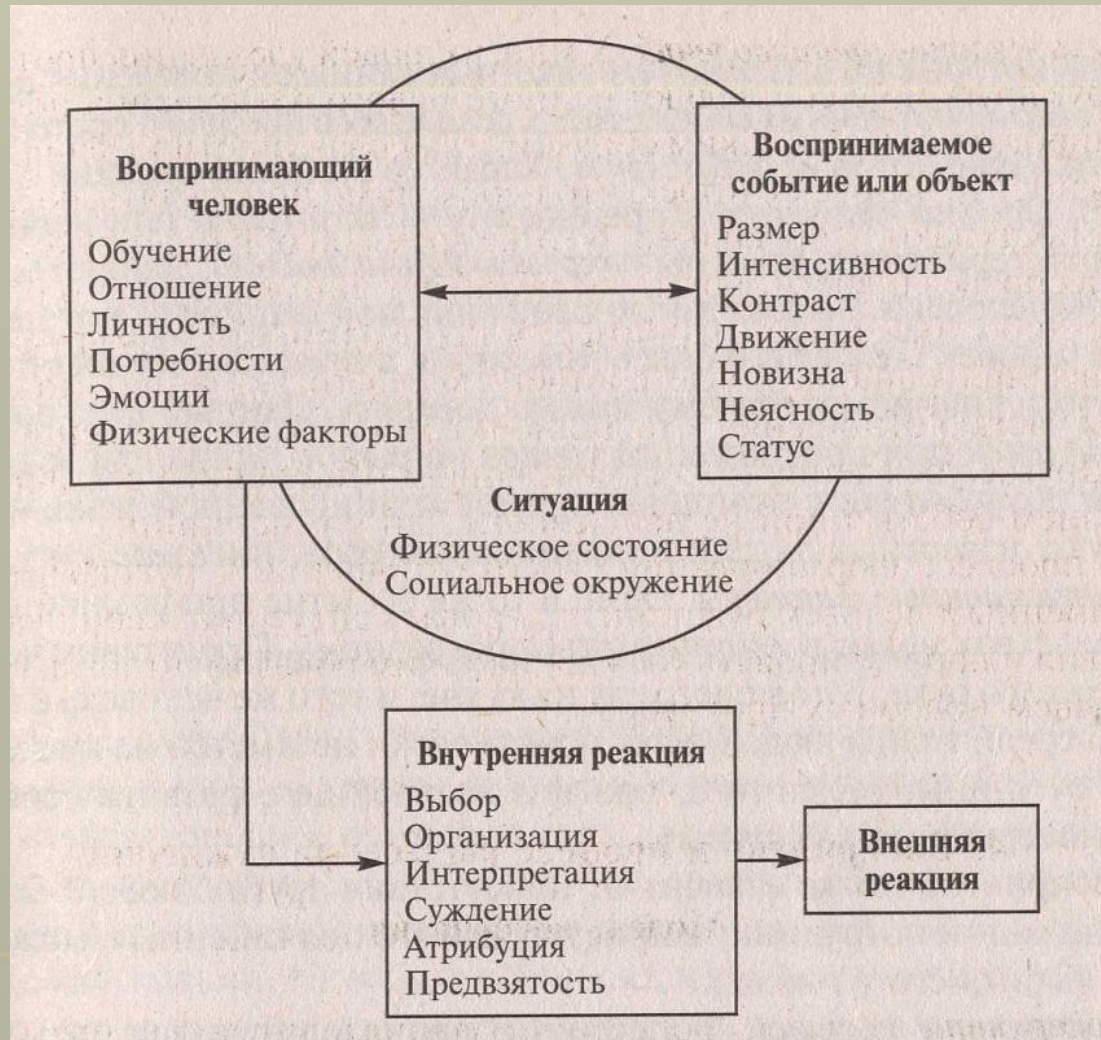 Воспринимающий
человек
Обучение
Отношение
Личность
Потребности
Эмоции
Физические факторы
Воспринимаемое
событие или объект
Размер
Интенсивность
Контраст
Движение
Новизна
Неясность
Статус
Ситуация
Физическое состояние
Социальное окружение
Внутренняя реакция
Выбор
Организация
Интерпретация
Суждение
Атрибуция
Предвзятость
Внешняя
реакция